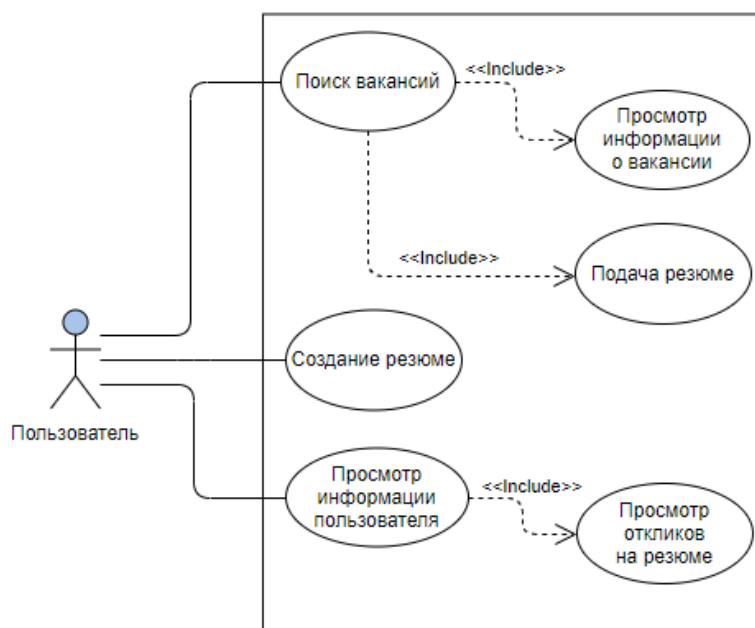 Поиск вакансий
<<Include>>
Просмотр
информации
о вакансии
<<Include>>
Подача резюме
Создание резюме
Пользователь
Просмотр
информации
пользователя
<<Include>>
Просмотр
откликов
на резюме